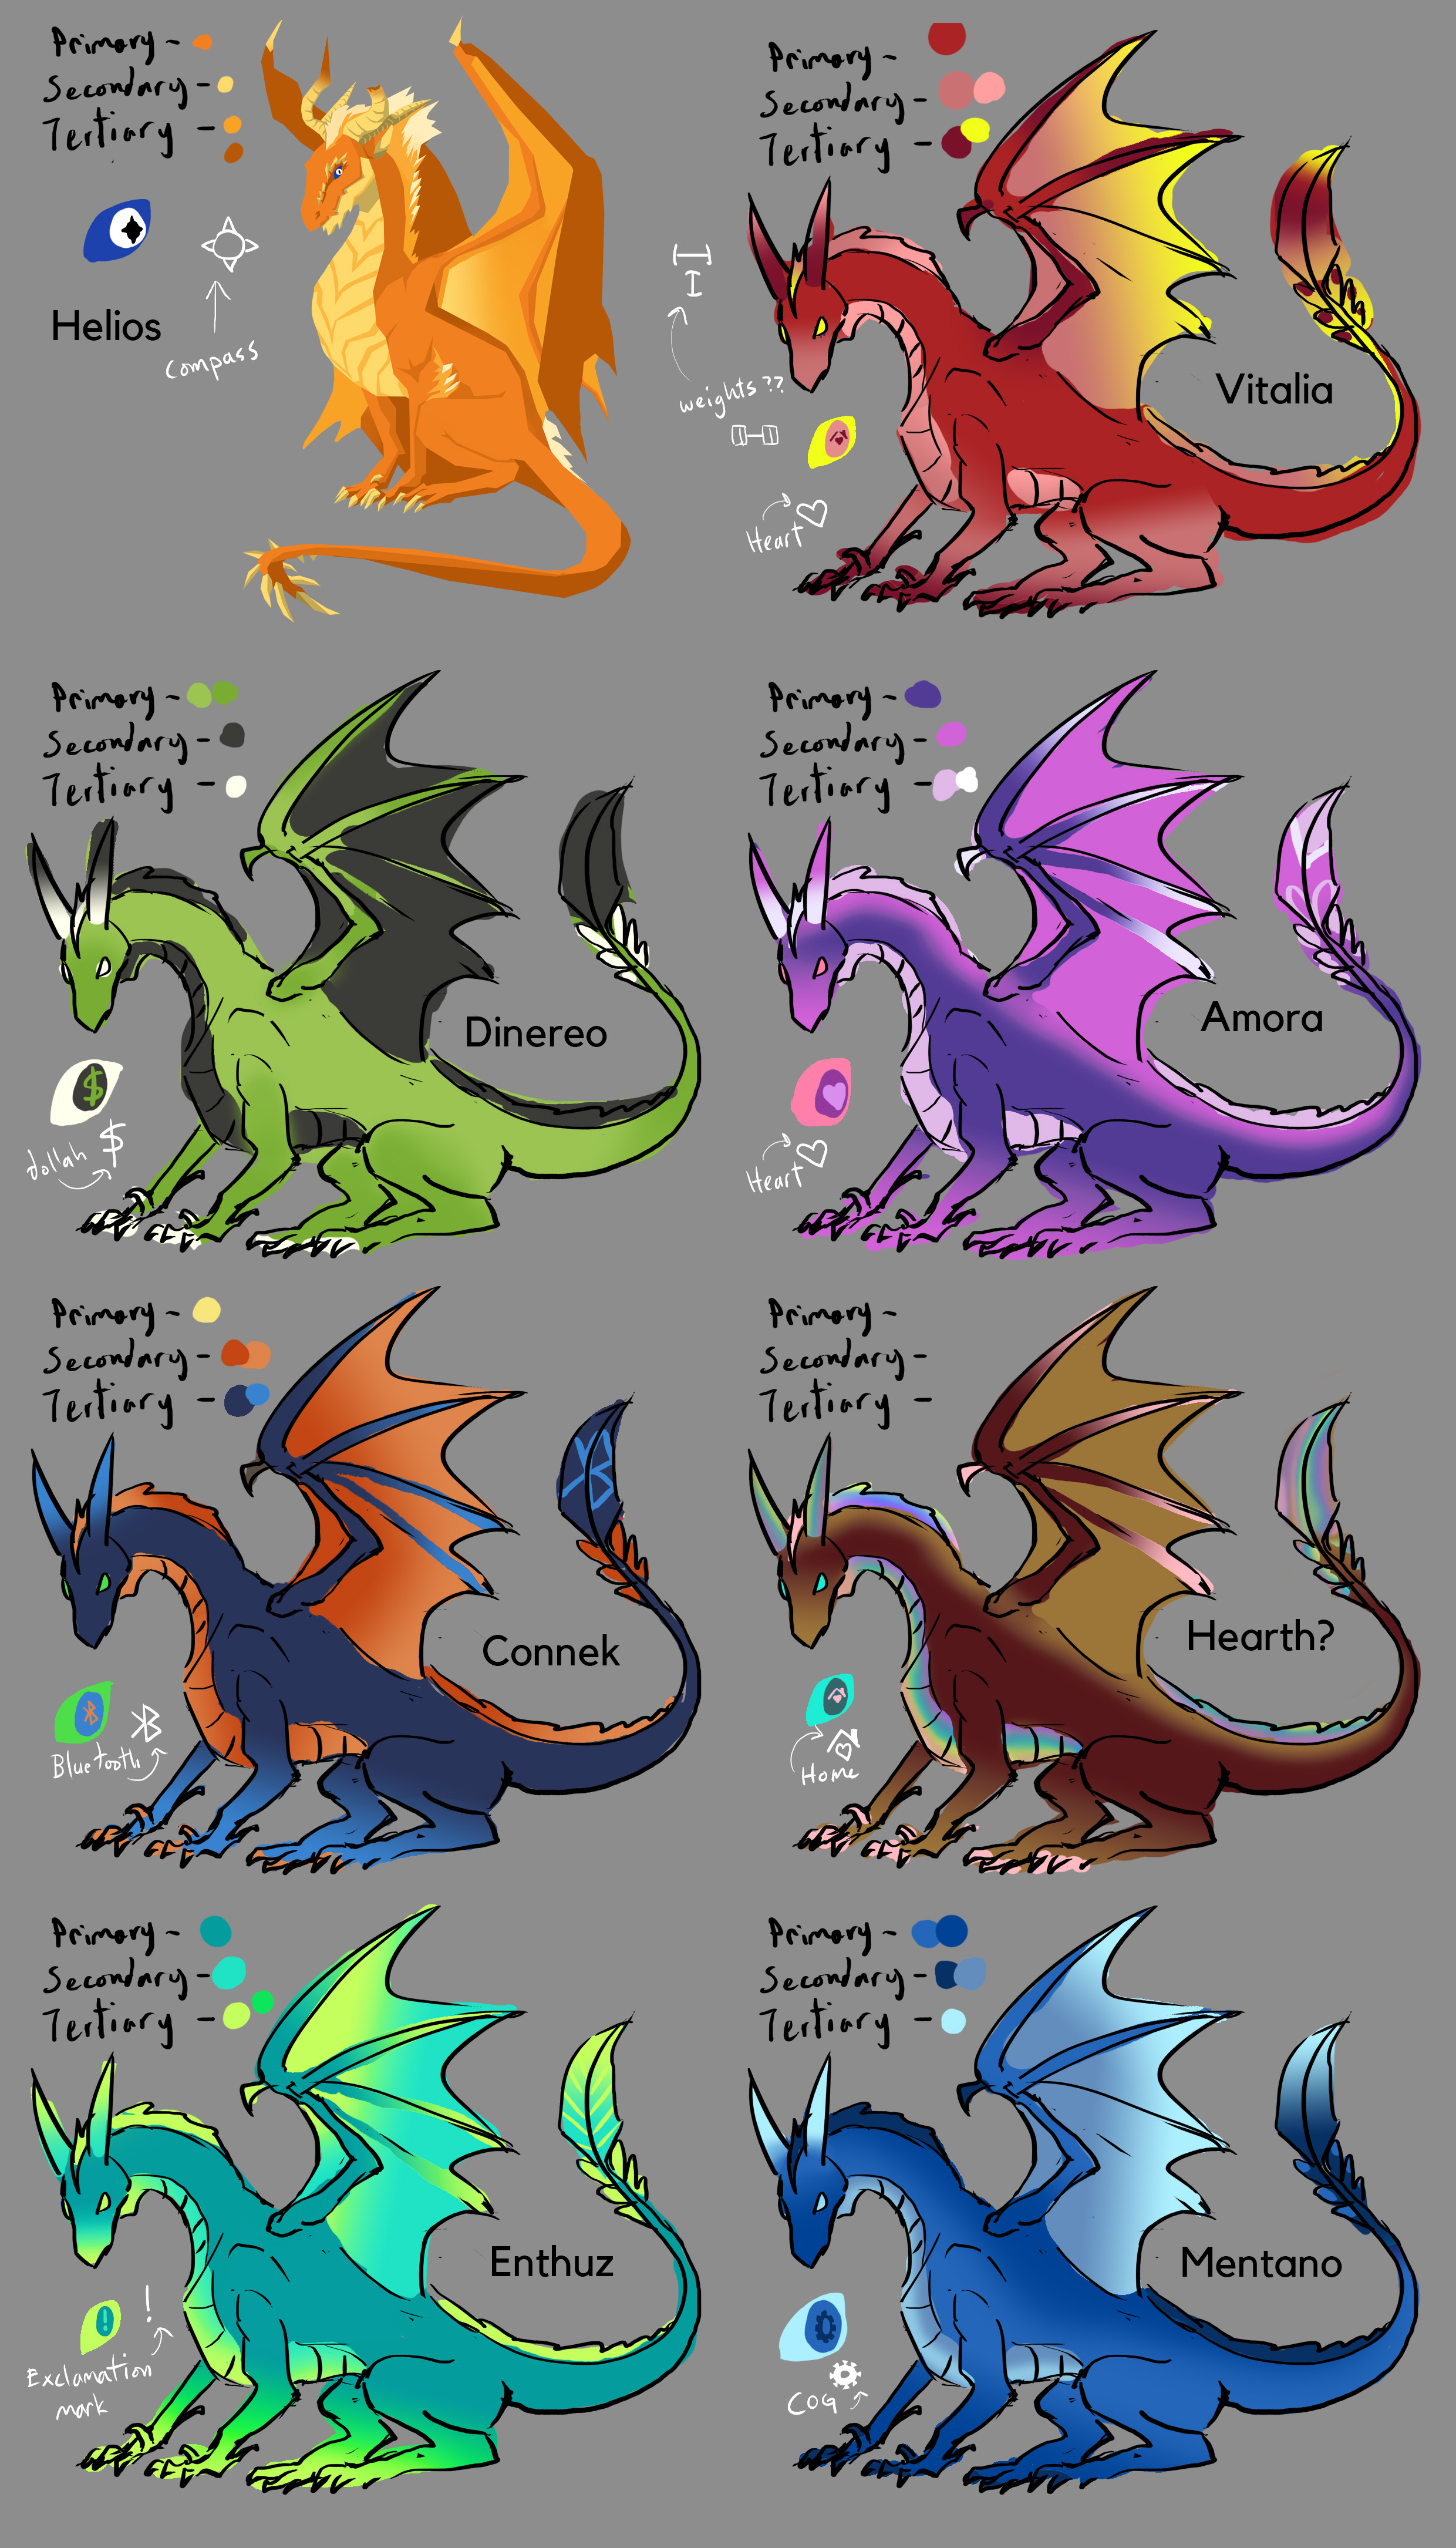 Primary -
Secondary -
Tertiary -
Helios
Compass
Primary -
Secondary -
Tertiary -
weights ??
Vitalia
Heart
Primary -
Secondary -
Tertiary -
Dinereo
$
dollah $
Primary -
Secondary -
Tertiary -
Amora
Heart
Primary -
Secondary -
Tertiary -
Connek
Bluetooth
Primary -
Secondary -
Tertiary -
Hearth?
Home
Primary -
Secondary -
Tertiary -
Enthuz
! !
Exclamation
mark
Primary -
Secondary -
Tertiary -
Mentano
COG